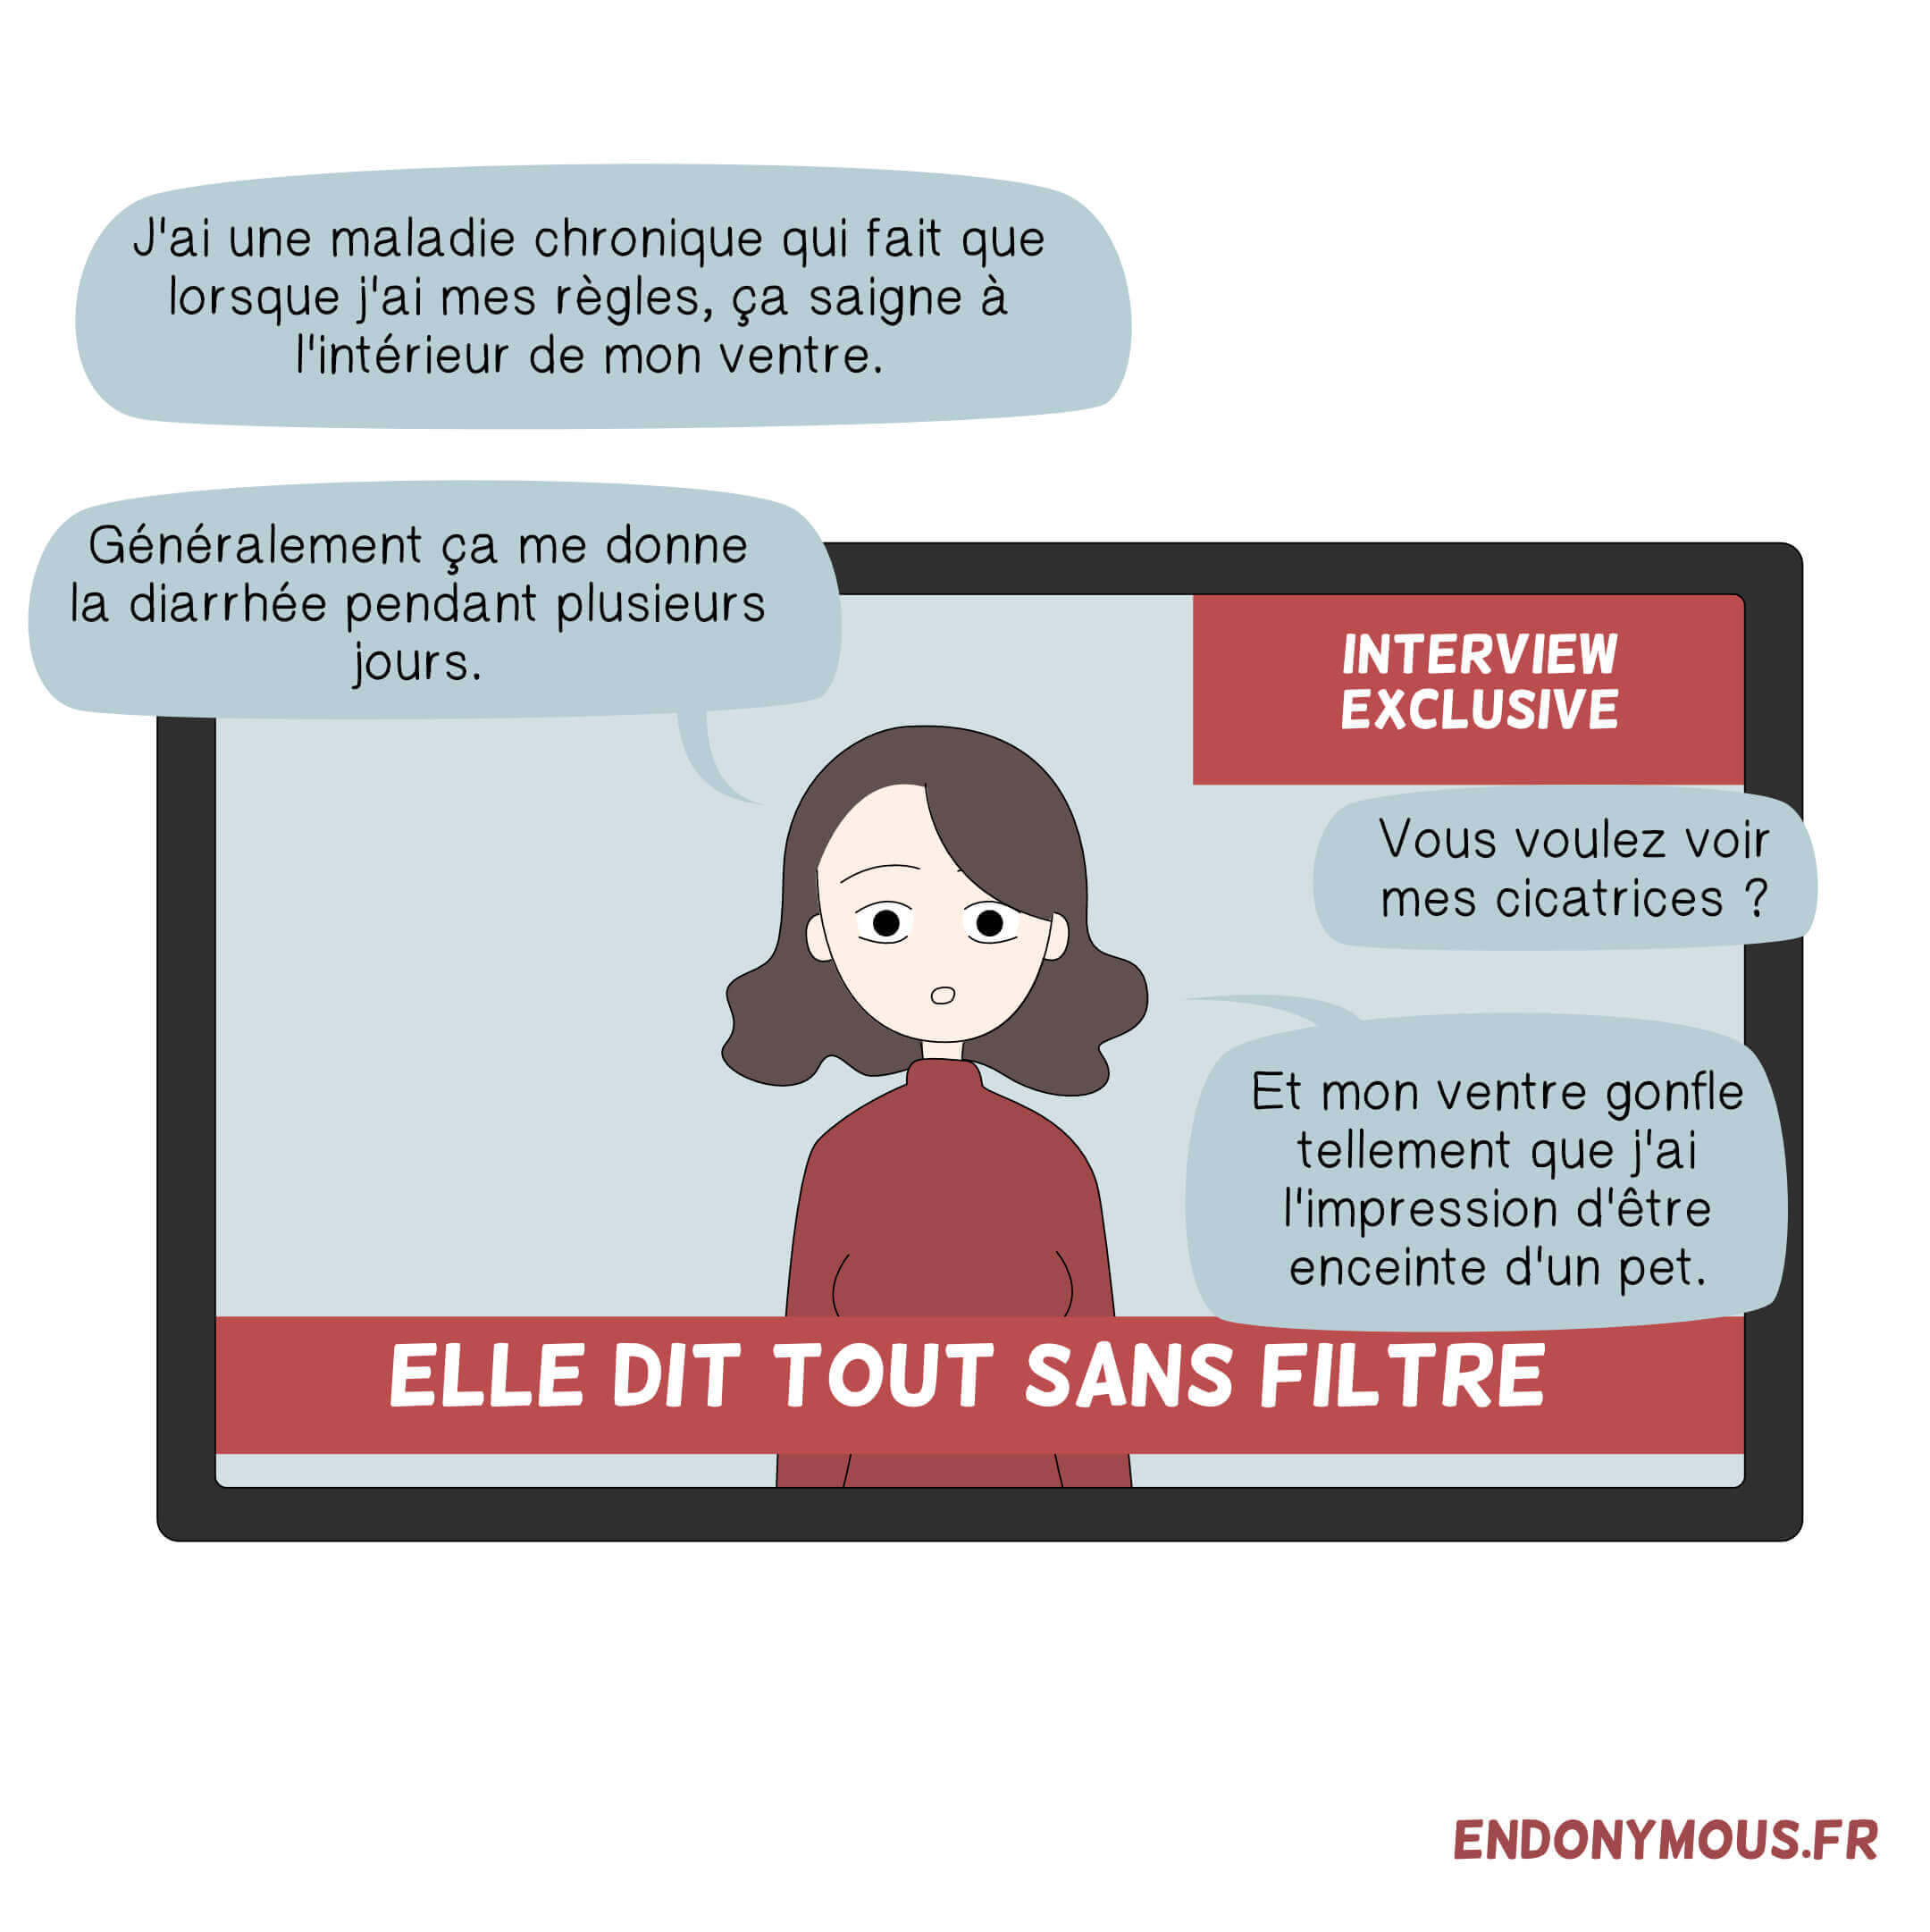 J'ai une maladie chronique qui fait que
lorsque j'ai mes règles, ça saigne à
l'intérieur de mon ventre.
Généralement ça me donne
la diarrhée pendant plusieurs
jours.
INTERVIEW
EXCLUSIVE
Vous voulez voir
mes cicatrices ?
Et mon ventre gonfle
tellement que j'ai
l'impression d'être
enceinte d'un pet.
ELLE DIT TOUT SANS FILTRE
ENDONYMOUS.FR